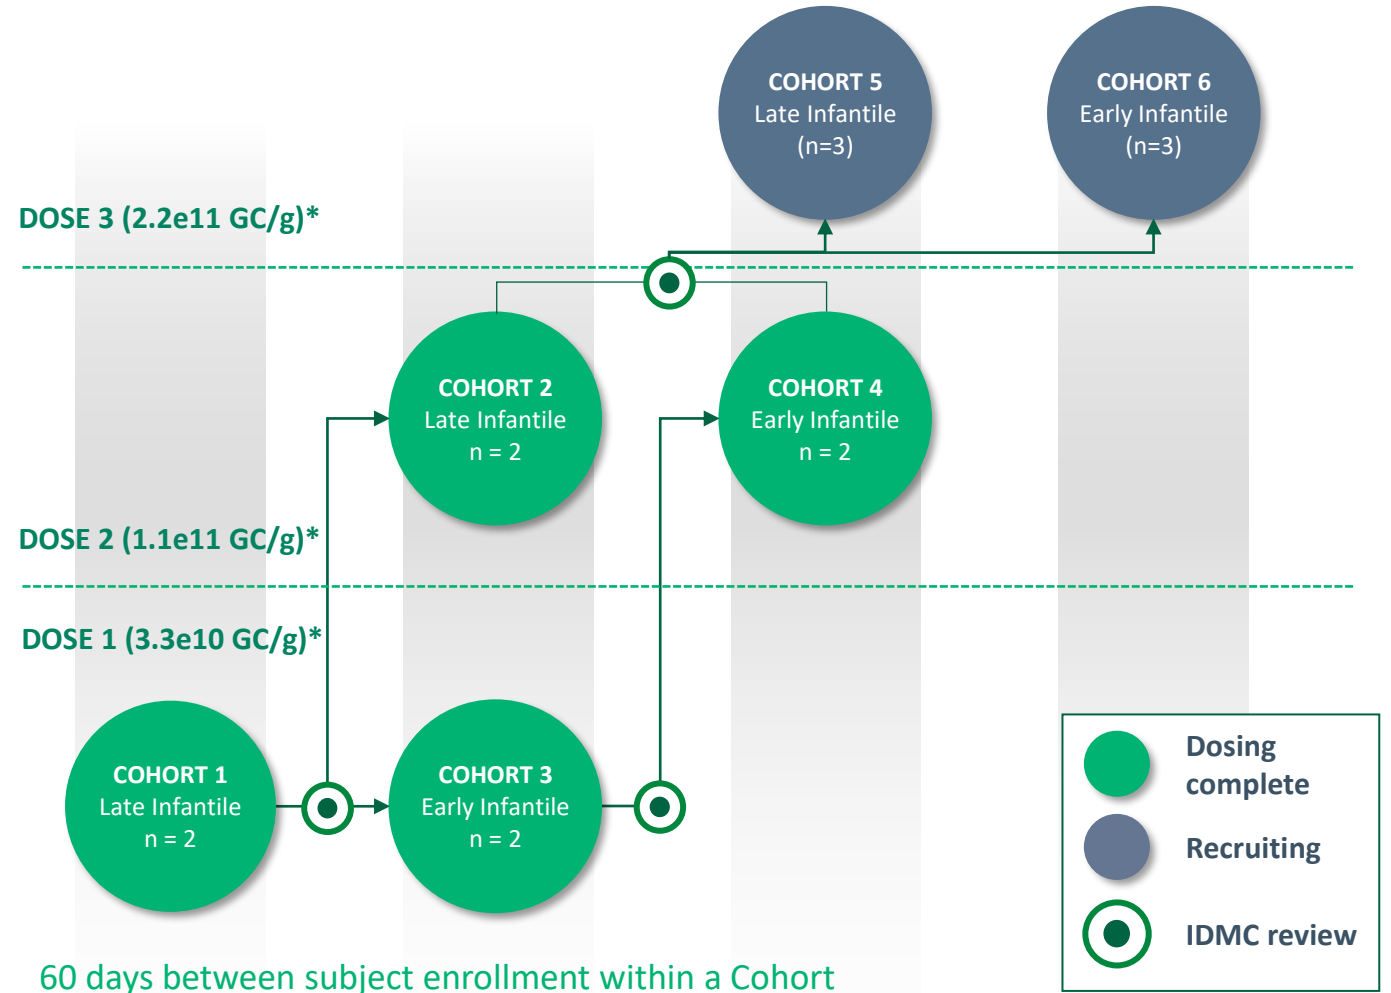 COHORT 5
Late Infantile
(n=3)
COHORT 6
Early Infantile
(n=3)
DOSE 3 (2.2e11 GC/g)*
COHORT 2
Late Infantile
n = 2
COHORT 4
Early Infantile
n = 2
DOSE 2 (1.1e11 GC/g)*
DOSE 1 (3.3e10 GC/g)*
COHORT 1
Late Infantile
n = 2
COHORT 3
Early Infantile
n = 2
Dosing
complete
Recruiting
IDMC review
60 days between subject enrollment within a Cohort